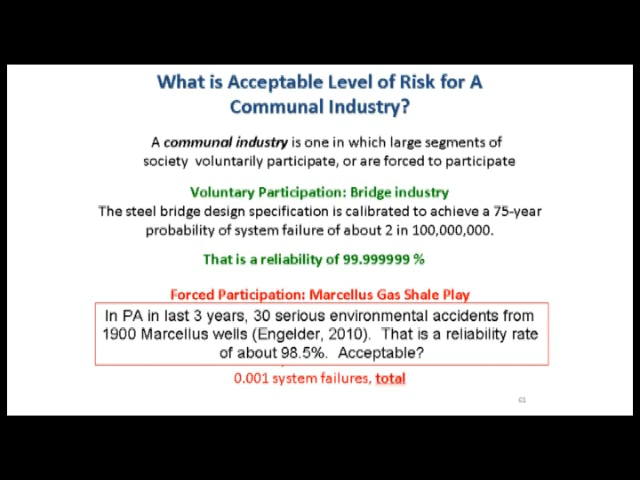 What is Acceptable Level of Risk for A
Communal Industry?
A communal industry is one in which large segments of
society voluntarily participate, or are forced to participate
Voluntary Participation: Bridge industry
The steel bridge design specification is calibrated to achieve a 75-year
probability of system failure of about 2 in 100,000,000.
That is a reliability of 99.999999 %
Forced Participation: Marcellus Gas Shale Play
In PA in last 3 years, 30 serious environmental accidents from
1900 Marcellus wells (Engelder, 2010). That is a reliability rate
of about 98.5%. Acceptable?
0.001 system failures, total
61